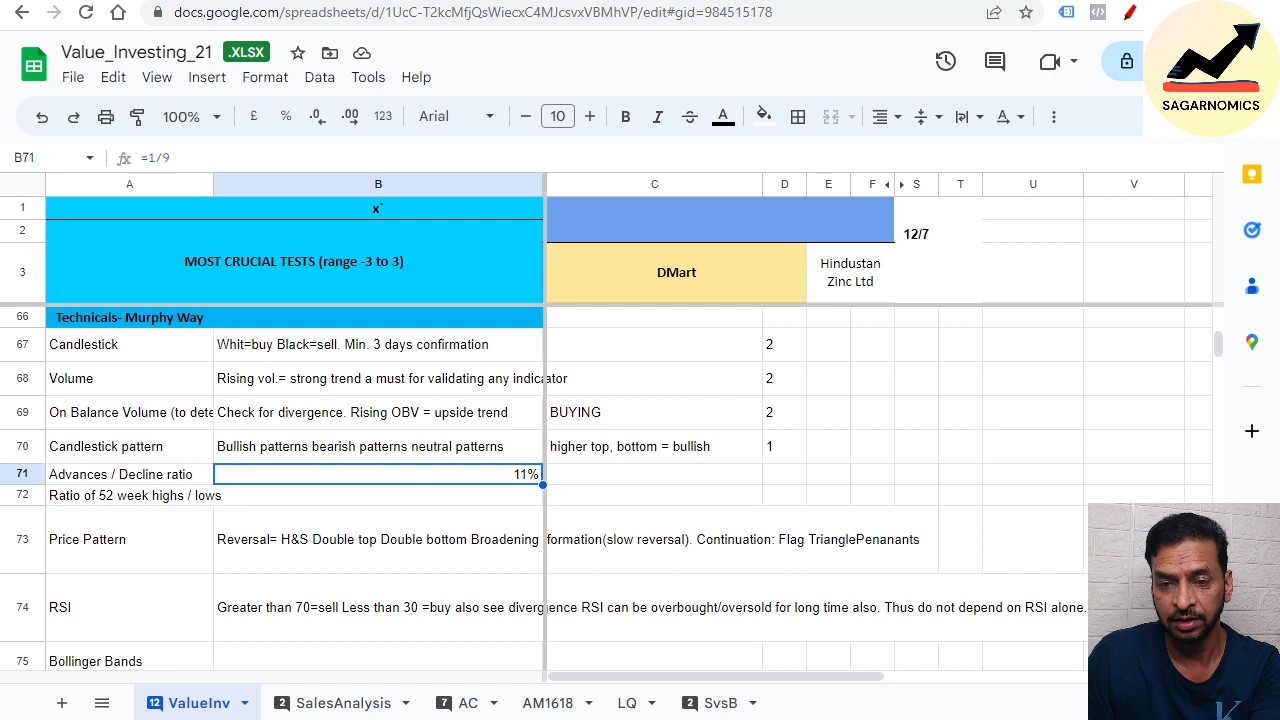 docs.google.com/spreadsheets/d/1UcC-T2kcMfjQsWiecxC4MJcsvxVBMhVP/edit#gid=984515178
Value_Investing_21 .XLSX
File Edit View Insert Format Data Tools Help
100% £ % .0 .00 123 Arial 10 B I S A A
B71 fx =1/9
A B C D E F S T U V
1 x`
2 12/7
3 MOST CRUCIAL TESTS (range -3 to 3) DMart Hindustan Zinc Ltd
66 Technicals- Murphy Way
67 Candlestick Whit=buy Black=sell. Min. 3 days confirmation 2
68 Volume Rising vol.= strong trend a must for validating any indicator 2
69 On Balance Volume (to dete Check for divergence. Rising OBV = upside trend BUYING 2
70 Candlestick pattern Bullish patterns bearish patterns neutral patterns higher top, bottom = bullish 1
71 Advances / Decline ratio 11%
72 Ratio of 52 week highs / lows
73 Price Pattern Reversal= H&S Double top Double bottom Broadening formation(slow reversal). Continuation: Flag TrianglePenanants
74 RSI Greater than 70=sell Less than 30 =buy also see divergence RSI can be overbought/oversold for long time also. Thus do not depend on RSI alone.
75 Bollinger Bands
12 ValueInv 2 SalesAnalysis 7 AC AM1618 LQ 2 SvsB
SAGARNOMICS
K